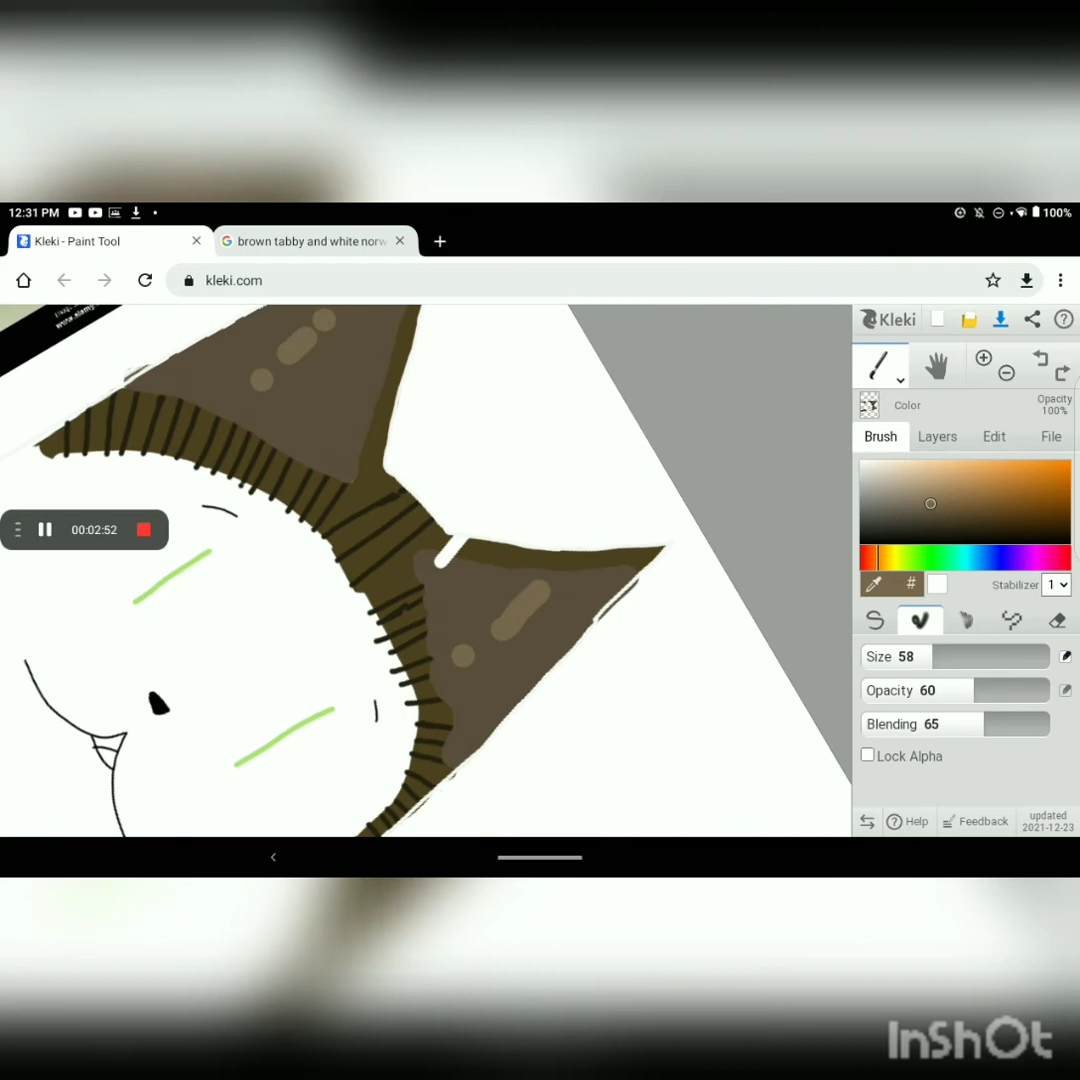 12:31 PM
100%
Kleki - Paint Tool
brown tabby and white norw
kleki.com
Kleki
Color
Opacity
100%
Brush
Layers
Edit
File
00:02:52
#
Stabilizer
1
Size 58
Opacity 60
Blending 65
Lock Alpha
Help
Feedback
updated
2021-12-23
InShOt